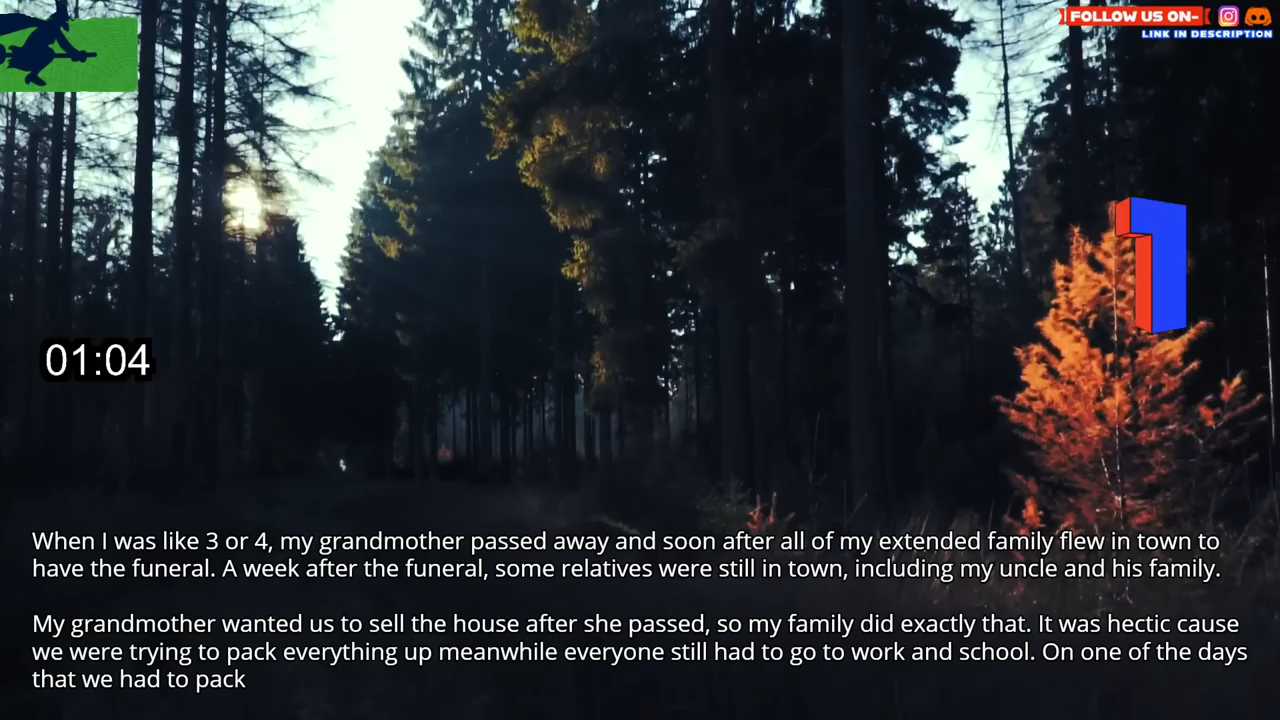 FOLLOW US ON-
LINK IN DESCRIPTION
1
01:04
When I was like 3 or 4, my grandmother passed away and soon after all of my extended family flew in town to
have the funeral. A week after the funeral, some relatives were still in town, including my uncle and his family.
My grandmother wanted us to sell the house after she passed, so my family did exactly that. It was hectic cause
we were trying to pack everything up meanwhile everyone still had to go to work and school. On one of the days
that we had to pack